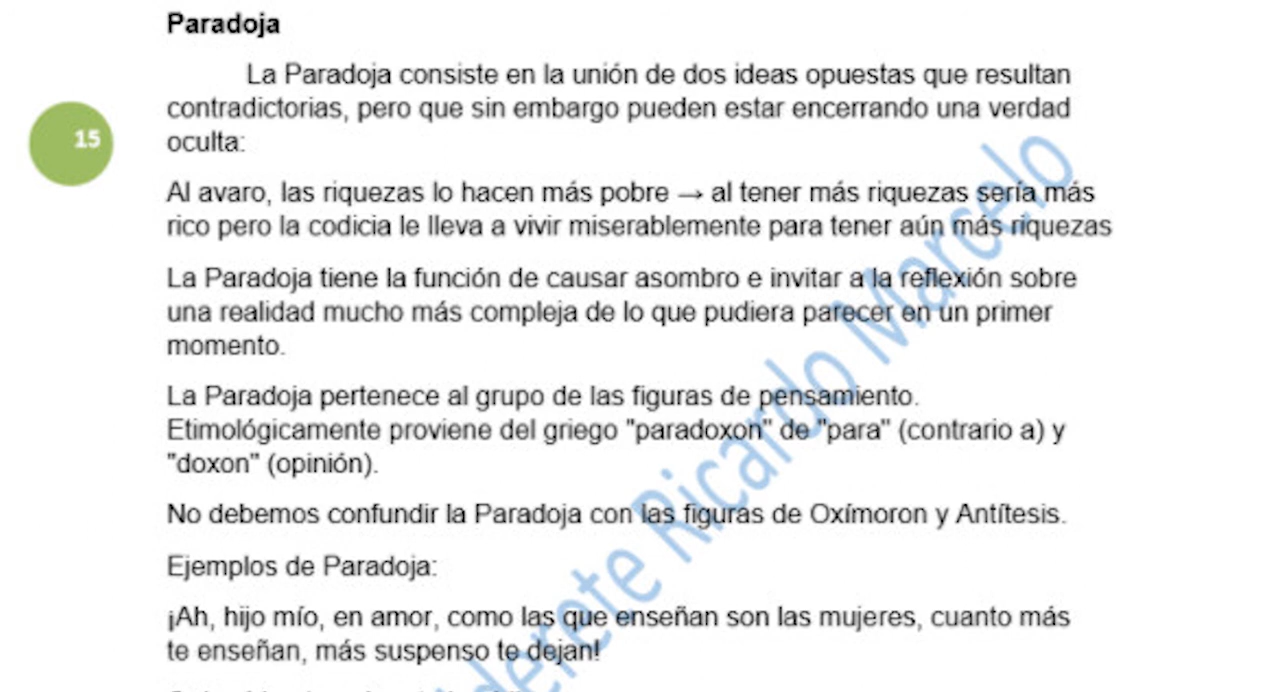 Paradoja
La Paradoja consiste en la unión de dos ideas opuestas que resultan
contradictorias, pero que sin embargo pueden estar encerrando una verdad
oculta:
15
Al avaro, las riquezas lo hacen más pobre → al tener más riquezas sería más
rico pero la codicia le lleva a vivir miserablemente para tener aún más riquezas
La Paradoja tiene la función de causar asombro e invitar a la reflexión sobre
una realidad mucho más compleja de lo que pudiera parecer en un primer
momento.
La Paradoja pertenece al grupo de las figuras de pensamiento.
Etimológicamente proviene del griego "paradoxon" de "para" (contrario a) y
"doxon" (opinión).
No debemos confundir la Paradoja con las figuras de Oxímoron y Antítesis.
Ejemplos de Paradoja:
¡Ah, hijo mío, en amor, como las que enseñan son las mujeres, cuanto más
te enseñan, más suspenso te dejan!
Ricardo Marcelo